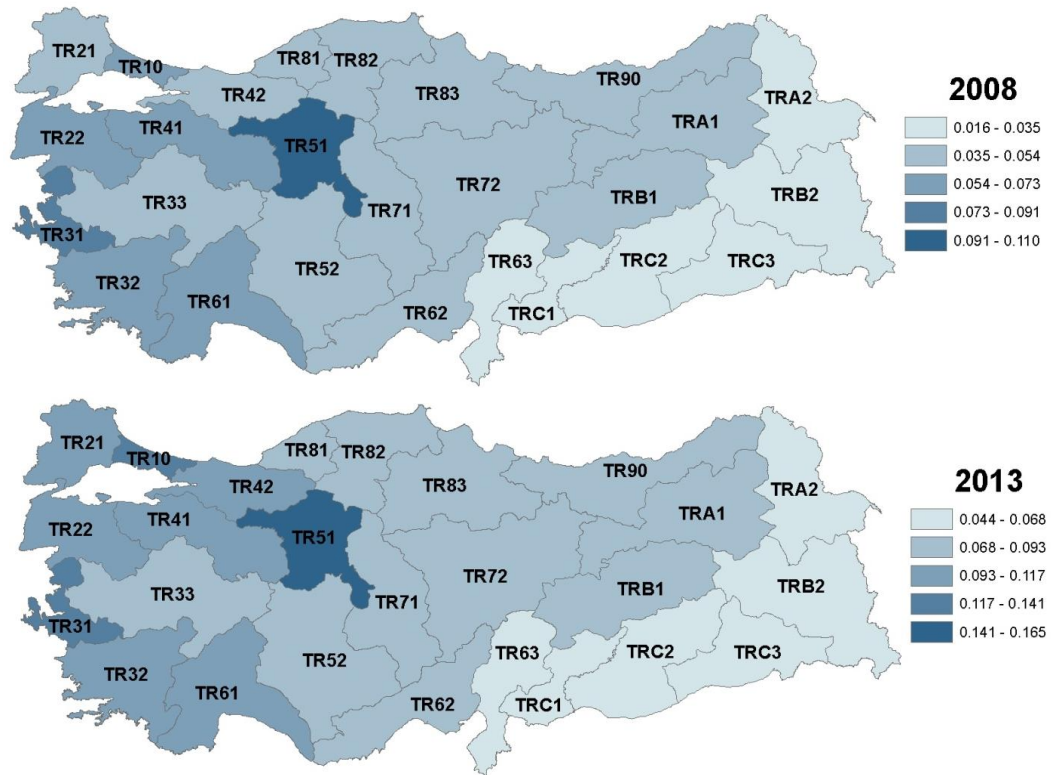 TR21
TR10
TR81
TR82
TR42
TR83
TR90
TRA2
TR22
TR41
TR51
TRA1
TR72
TRB2
TR33
TR71
TRB1
TR31
TR52
TR63
TRC2
TRC3
TR32
TR61
TR62
TRC1
2008
0.016 - 0.035
0.035 - 0.054
0.054 - 0.073
0.073 - 0.091
0.091 - 0.110
TR21
TR10
TR81
TR82
TR42
TR83
TR90
TRA2
TR22
TR41
TR51
TRA1
TR72
TRB2
TR33
TR71
TRB1
TR31
TR52
TR63
TRC2
TRC3
TR32
TR61
TR62
TRC1
2013
0.044 - 0.068
0.068 - 0.093
0.093 - 0.117
0.117 - 0.141
0.141 - 0.165